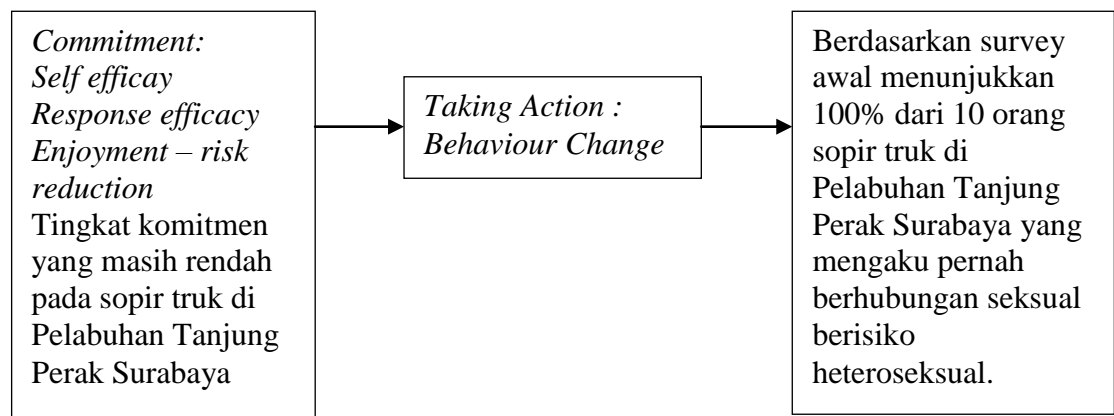 Commitment:
Self efficay
Response efficacy
Enjoyment – risk
reduction
Tingkat komitmen
yang masih rendah
pada sopir truk di
Pelabuhan Tanjung
Perak Surabaya
Taking Action :
Behaviour Change
Berdasarkan survey
awal menunjukkan
100% dari 10 orang
sopir truk di
Pelabuhan Tanjung
Perak Surabaya yang
mengaku pernah
berhubungan seksual
berisiko
heteroseksual.